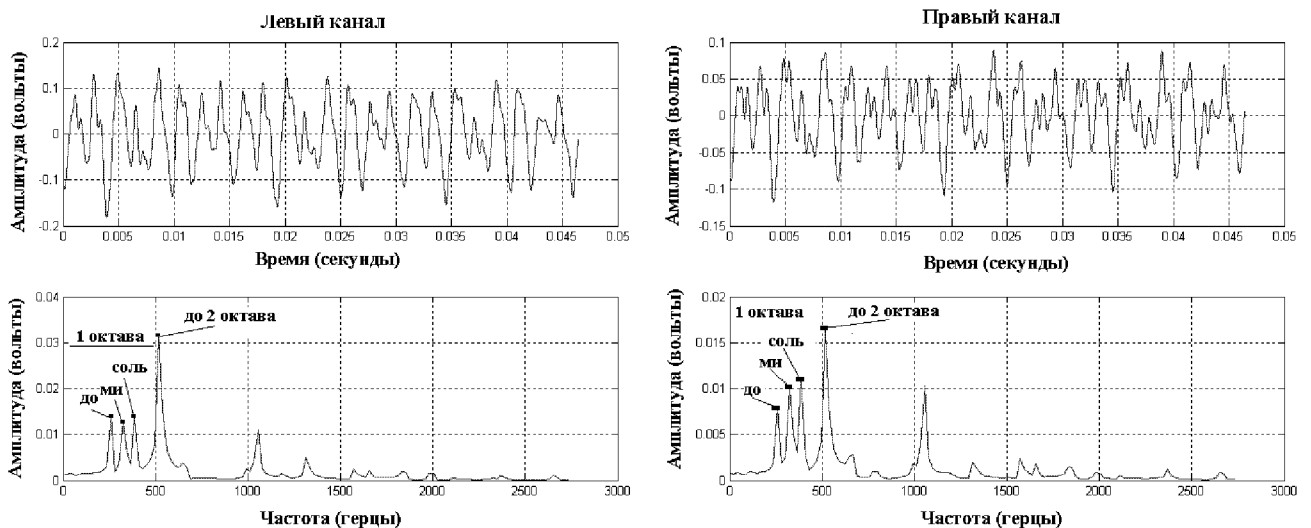 Левый канал
Амплитуда (вольты)
0.2
0.1
0
-0.1
-0.2
0 0.005 0.01 0.015 0.02 0.025 0.03 0.035 0.04 0.045 0.05
Время (секунды)
Правый канал
Амплитуда (вольты)
0.1
0.05
0
-0.05
-0.1
-0.15
0 0.005 0.01 0.015 0.02 0.025 0.03 0.035 0.04 0.045 0.05
Время (секунды)
Амплитуда (вольты)
0.04
0.03
0.02
0.01
0
1 октава
до 2 октава
соль
ми
до
0 500 1000 1500 2000 2500 3000
Частота (герцы)
Амплитуда (вольты)
0.02
0.015
0.01
0.005
0
1 октава
до 2 октава
соль
ми
до
0 500 1000 1500 2000 2500 3000
Частота (герцы)